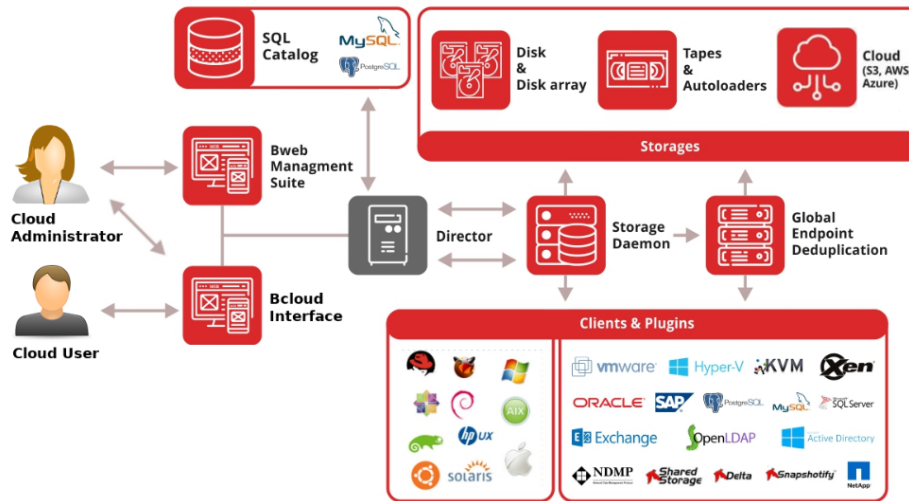 SQL
Catalog
MySQL
PostgreSQL
Disk
&
Disk array
Tapes
&
Autoloaders
Cloud
(S3, AWS
Azure)
Storages
Bweb
Managment
Suite
Cloud
Administrator
Director
Storage
Daemon
Global
Endpoint
Deduplication
Bcloud
Interface
Cloud User
Clients & Plugins
AIX
hp UX
solaris
vmware
Hyper-V
KVM
Xen
ORACLE
SAP
PostgreSQL
MySQL
SQL Server
Exchange
OpenLDAP
Active Directory
NDMP
Shared
Storage
Delta
Snapshotify
NetApp